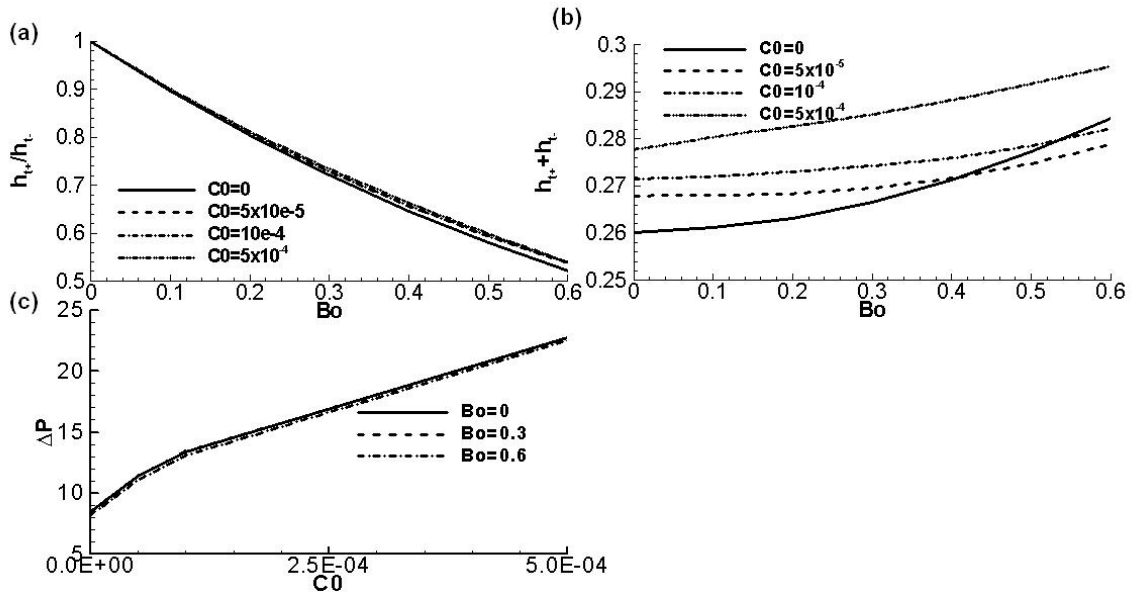 (a)
1
0.9
0.8
0.7
0.6
0.5
h_{t+}/h_{t-}
C0=0
C0=5x10e-5
C0=10e-4
C0=5x10^{-4}
0 0.1 0.2 0.3 0.4 0.5 0.6
Bo
(b)
0.3
0.29
0.28
0.27
0.26
0.25
h_{t+}+h_{t-}
C0=0
C0=5x10^{-5}
C0=10^{-4}
C0=5x10^{-4}
0 0.1 0.2 0.3 0.4 0.5 0.6
Bo
(c)
25
20
15
10
5
ΔP
Bo=0
Bo=0.3
Bo=0.6
0.0E+00 2.5E-04 5.0E-04
C0